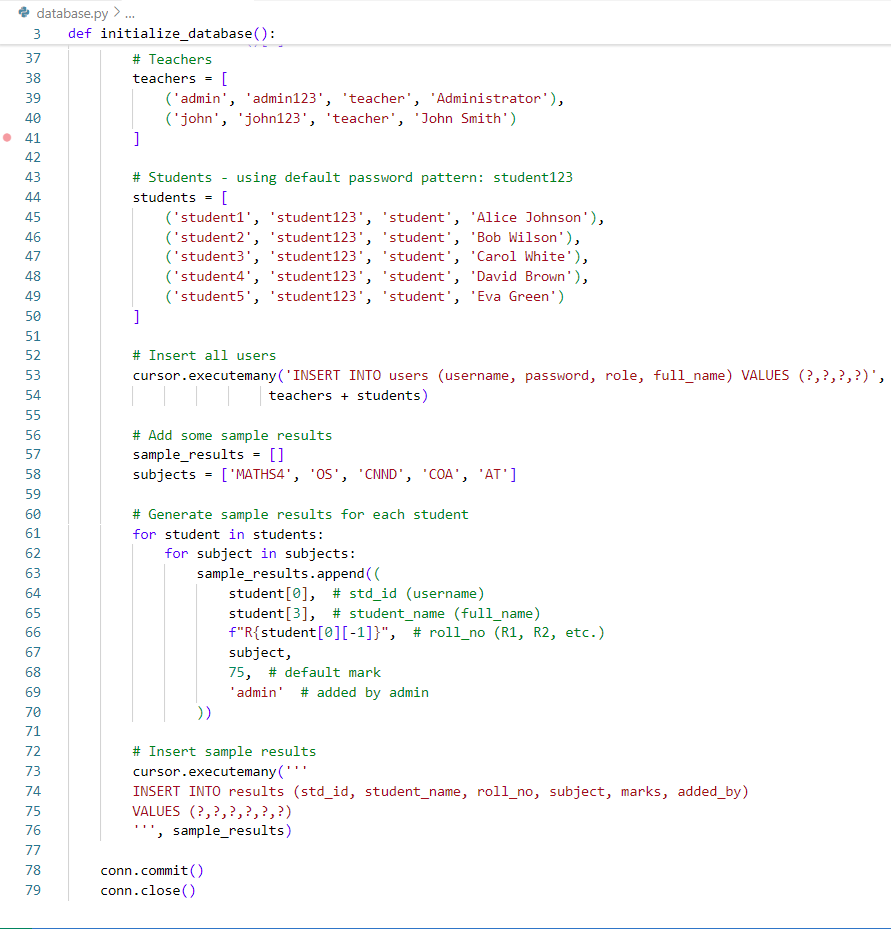 database.py > ...
3 def initialize_database():
37 # Teachers
38 teachers = [
39 ('admin', 'admin123', 'teacher', 'Administrator'),
40 ('john', 'john123', 'teacher', 'John Smith')
41 ]
42
43 # Students - using default password pattern: student123
44 students = [
45 ('student1', 'student123', 'student', 'Alice Johnson'),
46 ('student2', 'student123', 'student', 'Bob Wilson'),
47 ('student3', 'student123', 'student', 'Carol White'),
48 ('student4', 'student123', 'student', 'David Brown'),
49 ('student5', 'student123', 'student', 'Eva Green')
50 ]
51
52 # Insert all users
53 cursor.executemany('INSERT INTO users (username, password, role, full_name) VALUES (?,?,?,?)',
54 teachers + students)
55
56 # Add some sample results
57 sample_results = []
58 subjects = ['MATHS4', 'OS', 'CNND', 'COA', 'AT']
59
60 # Generate sample results for each student
61 for student in students:
62 for subject in subjects:
63 sample_results.append((
64 student[0], # std_id (username)
65 student[3], # student_name (full_name)
66 f"R{student[0][-1]}", # roll_no (R1, R2, etc.)
67 subject,
68 75, # default mark
69 'admin' # added by admin
70 ))
71
72 # Insert sample results
73 cursor.executemany('''
74 INSERT INTO results (std_id, student_name, roll_no, subject, marks, added_by)
75 VALUES (?,?,?,?,?,?)
76 ''', sample_results)
77
78 conn.commit()
79 conn.close()